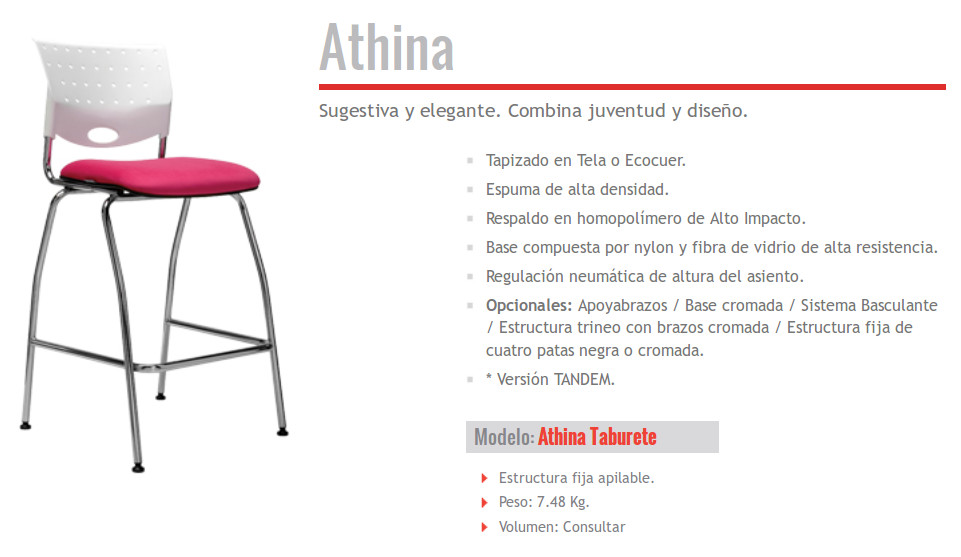 Athina
Sugestiva y elegante. Combina juventud y diseño.
Tapizado en Tela o Ecocuer.
Espuma de alta densidad.
Respaldo en homopolímero de Alto Impacto.
Base compuesta por nylon y fibra de vidrio de alta resistencia.
Regulación neumática de altura del asiento.
Opcionales: Apoyabrazos / Base cromada / Sistema Basculante
/ Estructura trineo con brazos cromada / Estructura fija de
cuatro patas negra o cromada.
* Versión TANDEM.
Modelo: Athina Taburete
Estructura fija apilable.
Peso: 7.48 Kg.
Volumen: Consultar